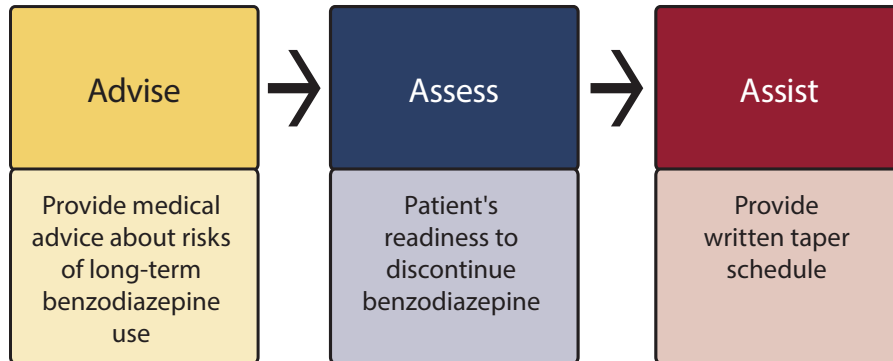 Advise
Assess
Assist
Provide medical
advice about risks
of long-term
benzodiazepine
use
Patient's
readiness to
discontinue
benzodiazepine
Provide
written taper
schedule